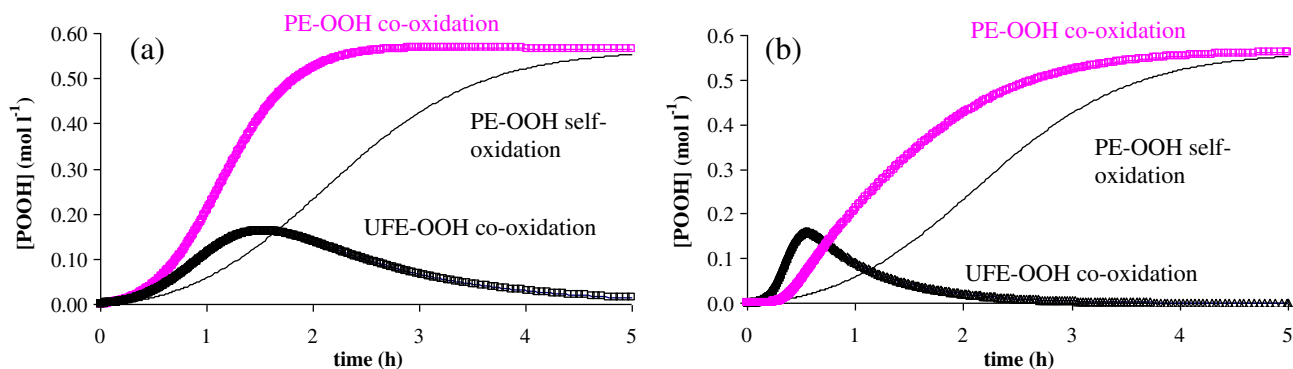 PE-OOH co-oxidation
(a)
[POOH] (mol l⁻¹)
0.60
0.50
0.40
0.30
0.20
0.10
0.00
PE-OOH self-
oxidation
UFE-OOH co-oxidation
0 1 2 3 4 5
time (h)
PE-OOH co-oxidation
(b)
[POOH] (mol l⁻¹)
0.6
0.5
0.4
0.3
0.2
0.1
0.0
PE-OOH self-
oxidation
UFE-OOH co-oxidation
0 1 2 3 4 5
time (h)